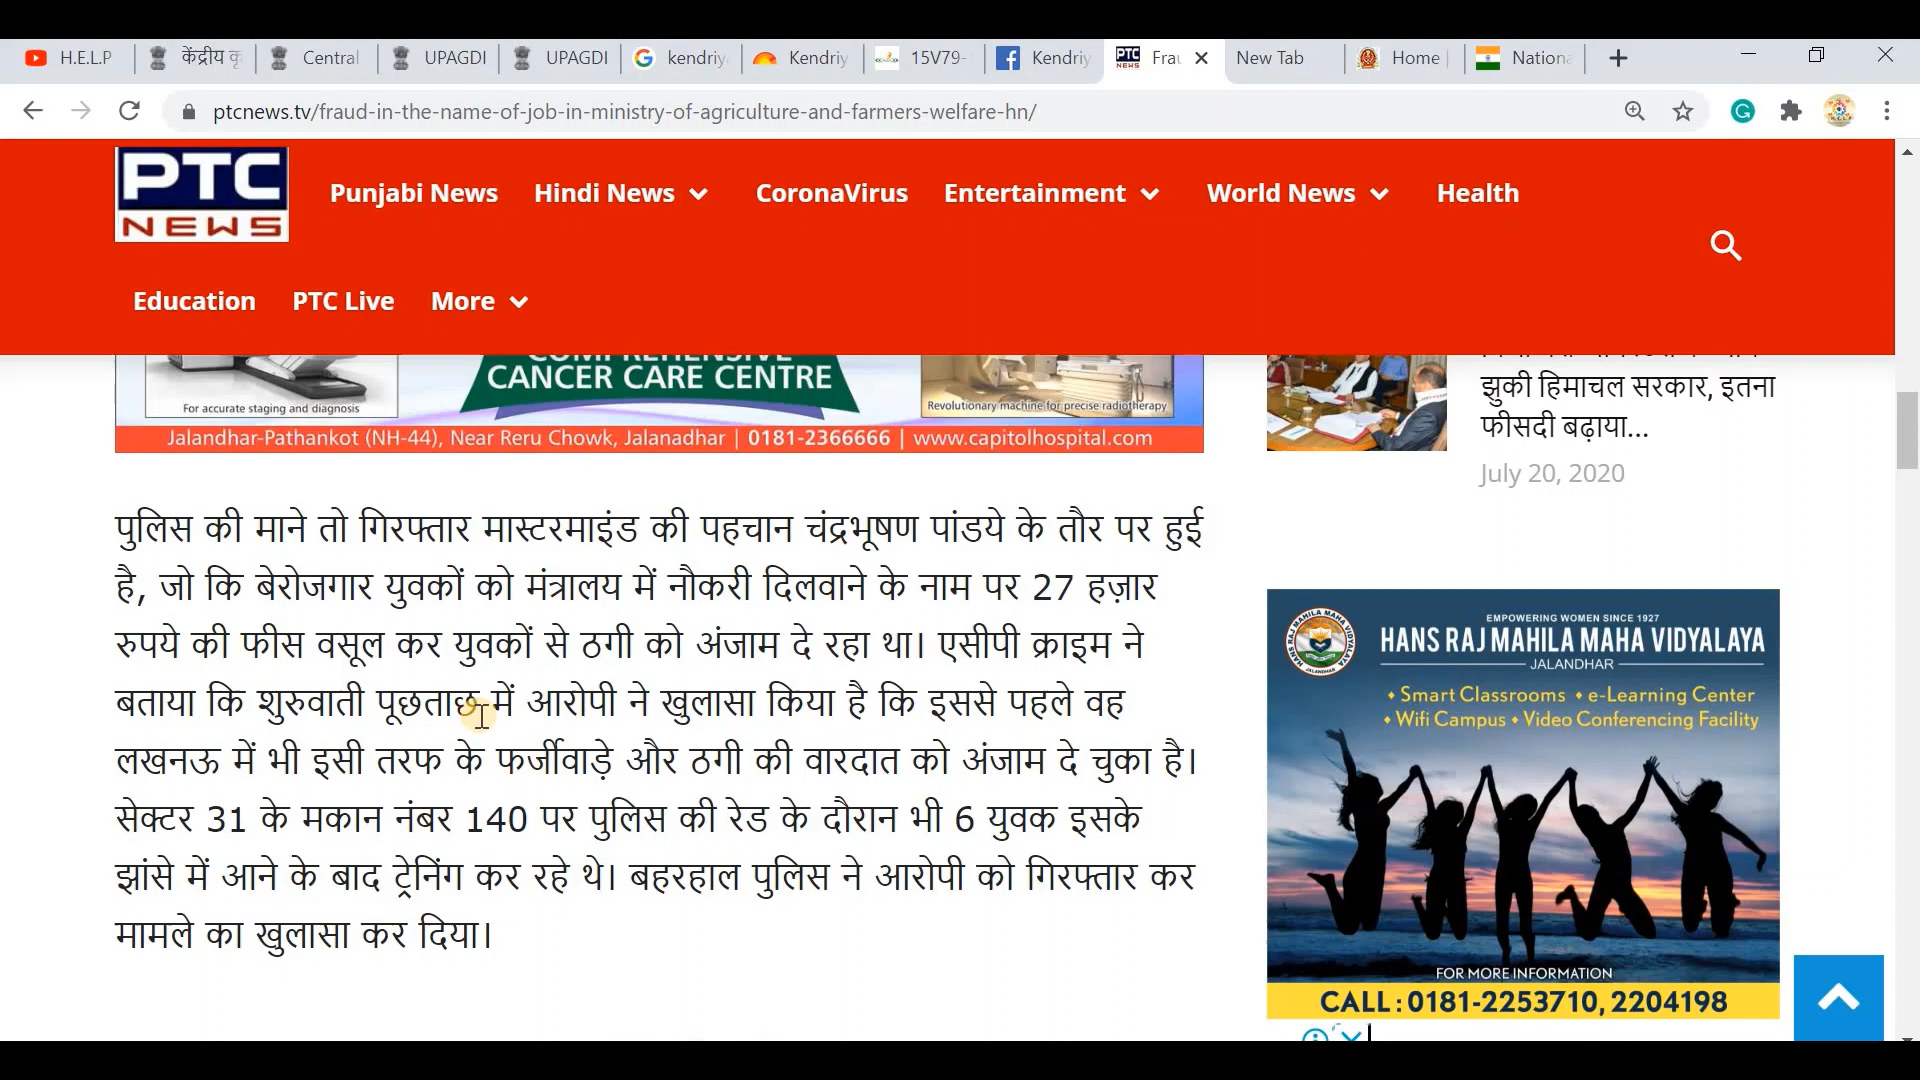 H.E.L.P
केंद्रीय कृ
Central
UPAGDI
UPAGDI
kendriy
Kendriy
15V79-
Kendriy
Frau
New Tab
Home
Nationa
ptcnews.tv/fraud-in-the-name-of-job-in-ministry-of-agriculture-and-farmers-welfare-hn/
PTC
NEWS
Punjabi News
Hindi News
CoronaVirus
Entertainment
World News
Health
Education
PTC Live
More
COMPREHENSIVE
CANCER CARE CENTRE
For accurate staging and diagnosis
Revolutionary machine for precise radiotherapy
Jalandhar-Pathankot (NH-44), Near Reru Chowk, Jalanadhar | 0181-2366666 | www.capitolhospital.com
झुकी हिमाचल सरकार, इतना
फीसदी बढ़ाया...
July 20, 2020
पुलिस की माने तो गिरफ्तार मास्टरमाइंड की पहचान चंद्रभूषण पांडये के तौर पर हुई
है, जो कि बेरोजगार युवकों को मंत्रालय में नौकरी दिलवाने के नाम पर 27 हज़ार
रुपये की फीस वसूल कर युवकों से ठगी को अंजाम दे रहा था। एसीपी क्राइम ने
बताया कि शुरुवाती पूछताछ में आरोपी ने खुलासा किया है कि इससे पहले वह
लखनऊ में भी इसी तरफ के फर्जीवाड़े और ठगी की वारदात को अंजाम दे चुका है।
सेक्टर 31 के मकान नंबर 140 पर पुलिस की रेड के दौरान भी 6 युवक इसके
झांसे में आने के बाद ट्रेनिंग कर रहे थे। बहरहाल पुलिस ने आरोपी को गिरफ्तार कर
मामले का खुलासा कर दिया।
EMPOWERING WOMEN SINCE 1927
HANS RAJ MAHILA MAHA VIDYALAYA
JALANDHAR
• Smart Classrooms • e-Learning Center
• Wifi Campus • Video Conferencing Facility
FOR MORE INFORMATION
CALL : 0181-2253710, 2204198